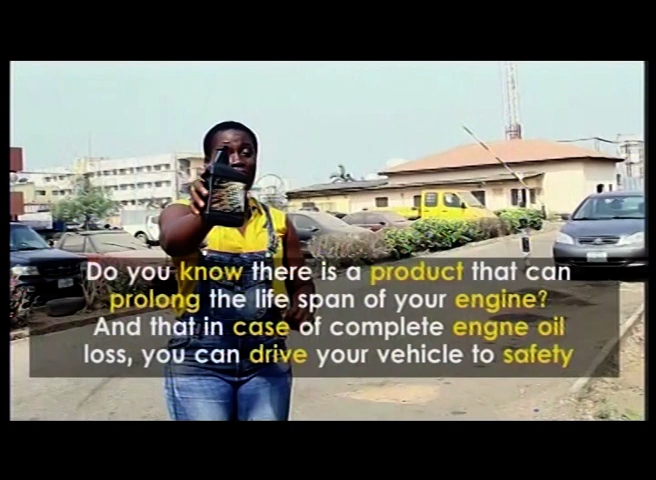 Do you know there is a product that can
prolong the life span of your engine?
And that in case of complete engne oil
loss, you can drive your vehicle to safety